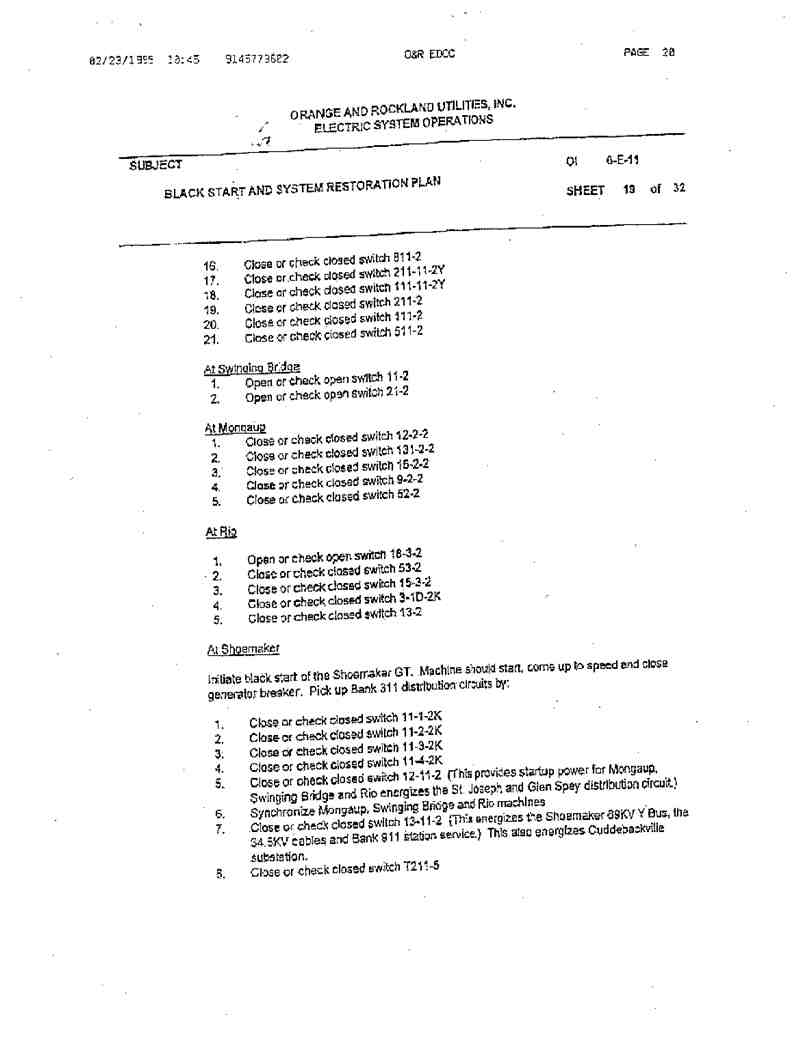 02/23/1999 10:45 9145773602 O&R EDCC PAGE 20
ORANGE AND ROCKLAND UTILITIES, INC.
ELECTRIC SYSTEM OPERATIONS
SUBJECT OI 6-E-11
BLACK START AND SYSTEM RESTORATION PLAN SHEET 19 of 32
16. Close or check closed switch 811-2
17. Close or check closed switch 211-11-2Y
18. Close or check closed switch 111-11-2Y
19. Close or check closed switch 211-2
20. Close or check closed switch 111-2
21. Close or check closed switch 511-2
At Swinging Bridge
1. Open or check open switch 11-2
2. Open or check open switch 21-2
At Mongaup
1. Close or check closed switch 12-2-2
2. Close or check closed switch 131-2-2
3. Close or check closed switch 15-2-2
4. Close or check closed switch 9-2-2
5. Close or check closed switch 52-2
At Rio
1. Open or check open switch 18-3-2
2. Close or check closed switch 53-2
3. Close or check closed switch 15-3-2
4. Close or check closed switch 3-1D-2K
5. Close or check closed switch 13-2
At Shoemaker
Initiate black start of the Shoemaker GT. Machine should start, come up to speed and close
generator breaker. Pick up Bank 311 distribution circuits by:
1. Close or check closed switch 11-1-2K
2. Close or check closed switch 11-2-2K
3. Close or check closed switch 11-3-2K
4. Close or check closed switch 11-4-2K
5. Close or check closed switch 12-11-2 (This provides startup power for Mongaup,
Swinging Bridge and Rio energizes the St. Joseph and Glen Spey distribution circuit.)
6. Synchronize Mongaup, Swinging Bridge and Rio machines
7. Close or check closed switch 13-11-2 (This energizes the Shoemaker 69KV Y Bus, the
34.5KV cables and Bank 911 station service.) This also energizes Cuddebackville
substation.
8. Close or check closed switch T211-5